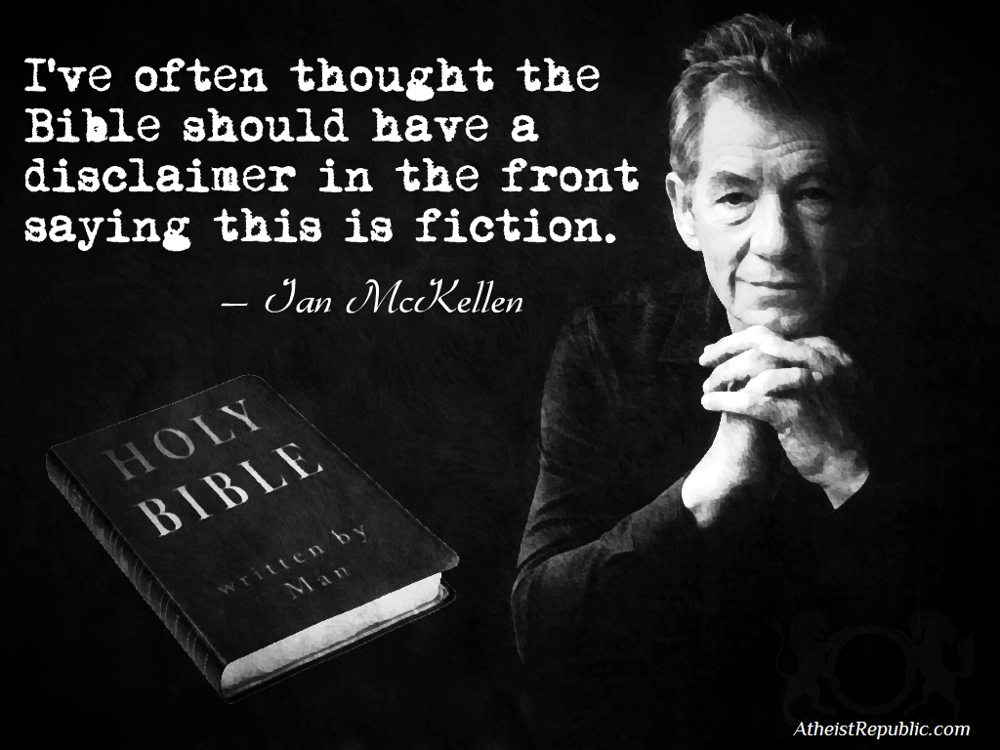 I've often thought the
Bible should have a
disclaimer in the front
saying this is fiction.
– Ian McKellen
HOLY
BIBLE
written by
Man
AtheistRepublic.com